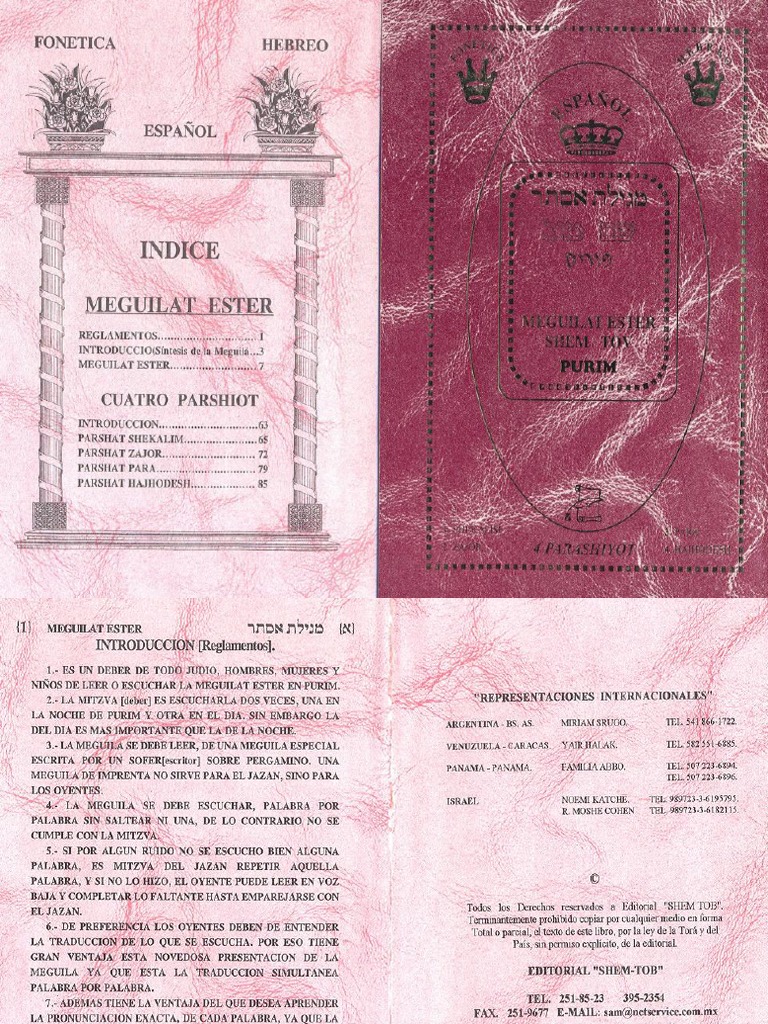 FONETICA HEBREO
ESPAÑOL
INDICE
MEGUILAT ESTER
REGLAMENTOS..............................1
INTRODUCCIO(Síntesis de la Meguilá...3
MEGUILAT ESTER..........................7
CUATRO PARSHIOT
INTRODUCCION.............................63
PARSHAT SHEKALIM.....................65
PARSHAT ZAJOR...........................72
PARSHAT PARA.............................79
PARSHAT HAJHODESH...................85
FONETICA HEBREO
ESPAÑOL
מגילת אסתר
שם טוב
פורים
MEGUILAT ESTER
SHEM TOV
PURIM
4 PARASHIYOT
{1} MEGUILAT ESTER מגילת אסתר {א}
INTRODUCCION [Reglamentos].
1.- ES UN DEBER DE TODO JUDIO, HOMBRES, MUJERES Y
NIÑOS DE LEER O ESCUCHAR LA MEGUILAT ESTER EN PURIM.
2.- LA MITZVA [deber] ES ESCUCHARLA DOS VECES, UNA EN
LA NOCHE DE PURIM Y OTRA EN EL DIA. SIN EMBARGO LA
DEL DIA ES MAS IMPORTANTE QUE LA DE LA NOCHE.
3.- LA MEGUILA SE DEBE LEER, DE UNA MEGUILA ESPECIAL
ESCRITA POR UN SOFER[escritor] SOBRE PERGAMINO. UNA
MEGUILA DE IMPRENTA NO SIRVE PARA EL JAZAN, SINO PARA
LOS OYENTES.
4.- LA MEGUILA SE DEBE ESCUCHAR, PALABRA POR
PALABRA SIN SALTEAR NI UNA, DE LO CONTRARIO NO SE
CUMPLE CON LA MITZVA.
5.- SI POR ALGUN RUIDO NO SE ESCUCHO BIEN ALGUNA
PALABRA, ES MITZVA DEL JAZAN REPETIR AQUELLA
PALABRA, Y SI NO LO HIZO, EL OYENTE PUEDE LEER EN VOZ
BAJA Y COMPLETAR LO FALTANTE HASTA EMPAREJARSE CON
EL JAZAN.
6.- DE PREFERENCIA LOS OYENTES DEBEN DE ENTENDER
LA TRADUCCION DE LO QUE SE ESCUCHA. POR ESO TIENE
GRAN VENTAJA ESTA NOVEDOSA PRESENTACION DE LA
MEGUILA YA QUE ESTA LA TRADUCCION SIMULTANEA
PALABRA POR PALABRA.
7.- ADEMAS TIENE LA VENTAJA DEL QUE DESEA APRENDER
LA PRONUNCIACION EXACTA, DE CADA PALABRA, YA QUE LA
"REPRESENTACIONES INTERNACIONALES"
ARGENTINA - BS. AS. MIRIAM SRUGO. TEL. 541 866-1722.
VENUZUELA - CARACAS YAIR HALAK. TEL. 582 551-6885.
PANAMA - PANAMA. FAMILIA ABBO. TEL. 507 223-6894.
TEL. 507 223-6896.
ISRAEL NOEMI KATCHE. TEL. 989723-3-6195795.
R. MOSHE COHEN TEL. 989723-3-6182115.
©
Todos los Derechos reservados a Editorial "SHEM TOB".
Terminantemente prohibido copiar por cualquier medio en forma
Total o parcial, el texto de este libro, por la ley de la Torá y del
País, sin permiso explicito, de la editorial.
EDITORIAL "SHEM-TOB"
TEL. 251-85-23 395-2354
FAX. 251-9677 E-MAIL: sam@netservice.com.mx